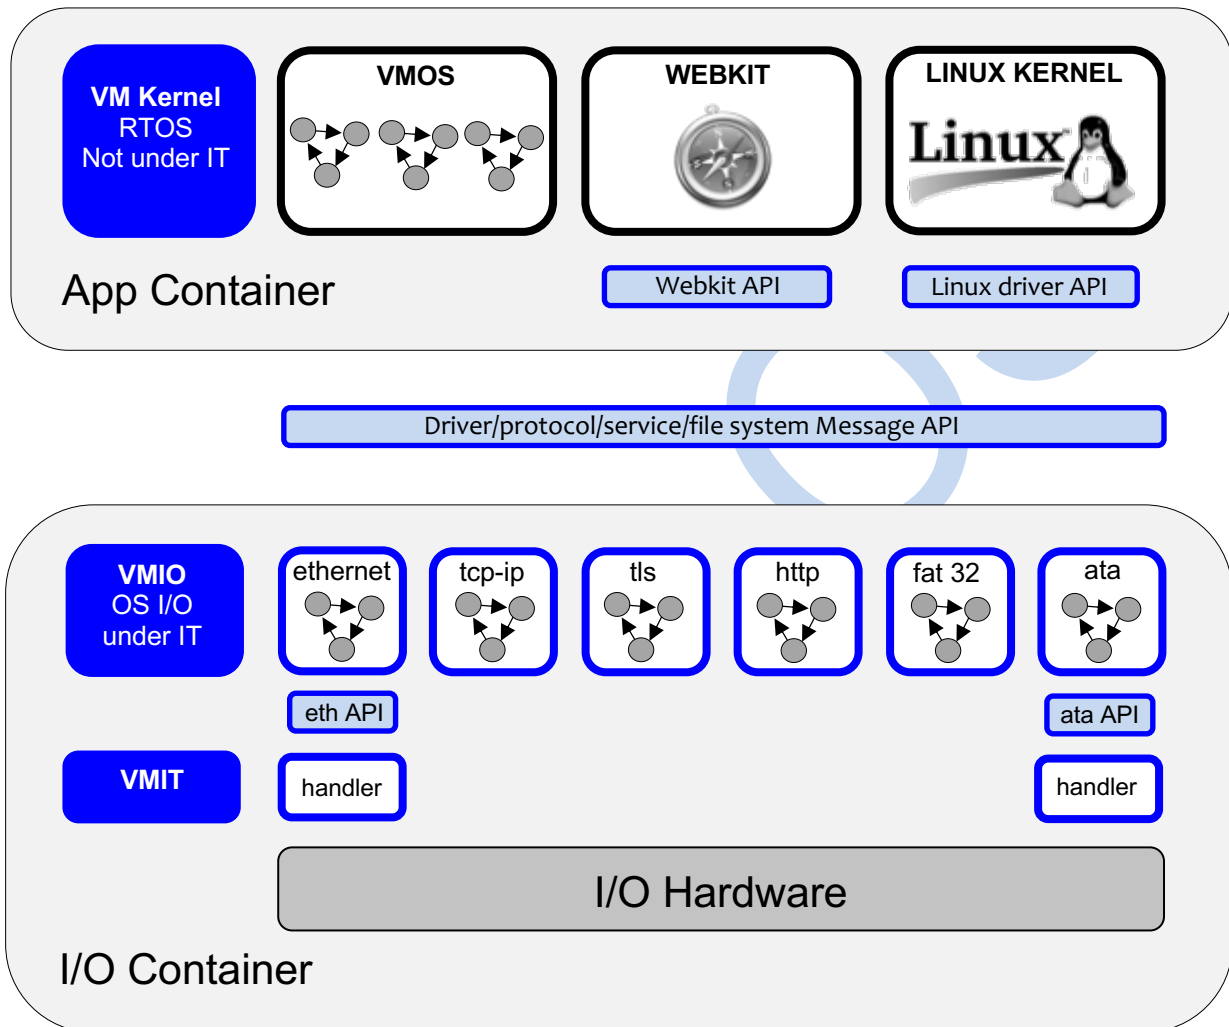 VM Kernel
RTOS
Not under IT
VMOS
WEBKIT
LINUX KERNEL
Linux
App Container
Webkit API
Linux driver API
Driver/protocol/service/file system Message API
VMIO
OS I/O
under IT
ethernet
tcp-ip
tls
http
fat 32
ata
eth API
ata API
VMIT
handler
handler
I/O Hardware
I/O Container